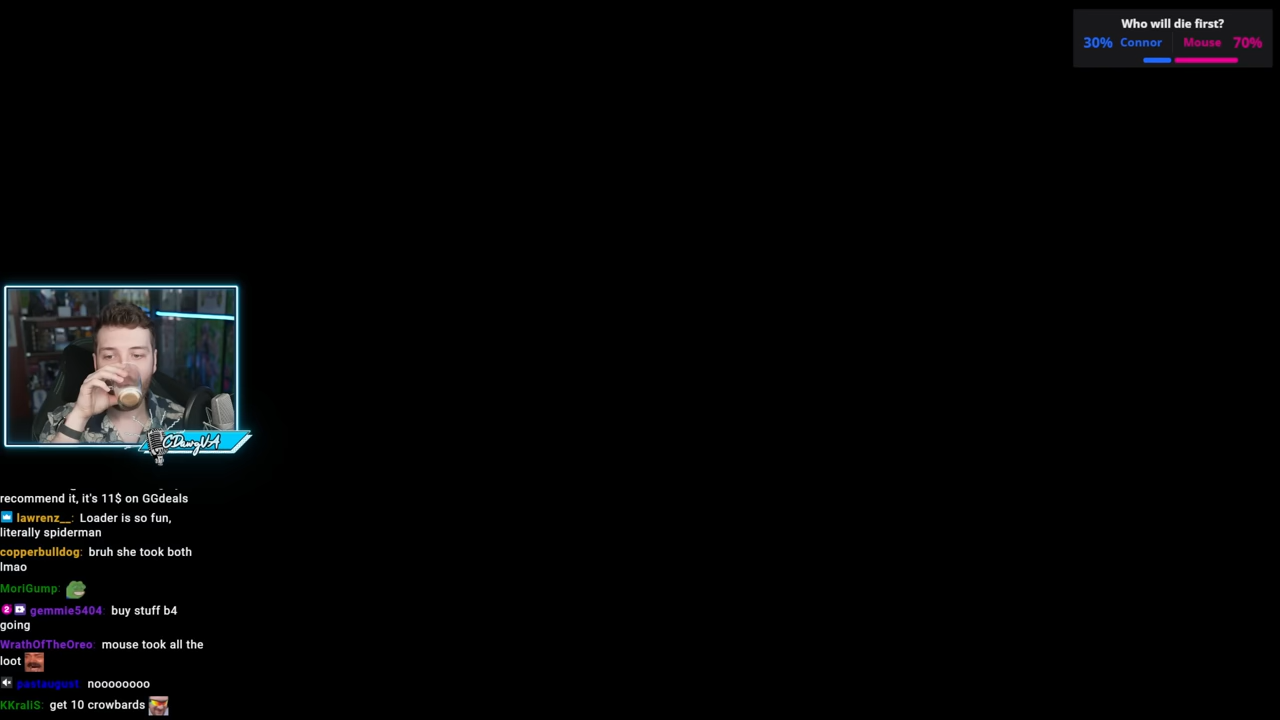 Who will die first?
30% Connor Mouse 70%
CDawgVA
recommend it, it's 11$ on GGdeals
lawrenz__: Loader is so fun,
literally spiderman
copperbulldog: bruh she took both
lmao
MoriGump:
2 gemmie5404: buy stuff b4
going
WrathOfTheOreo: mouse took all the
loot
pastaugust: noooooooo
KKraliS: get 10 crowbards